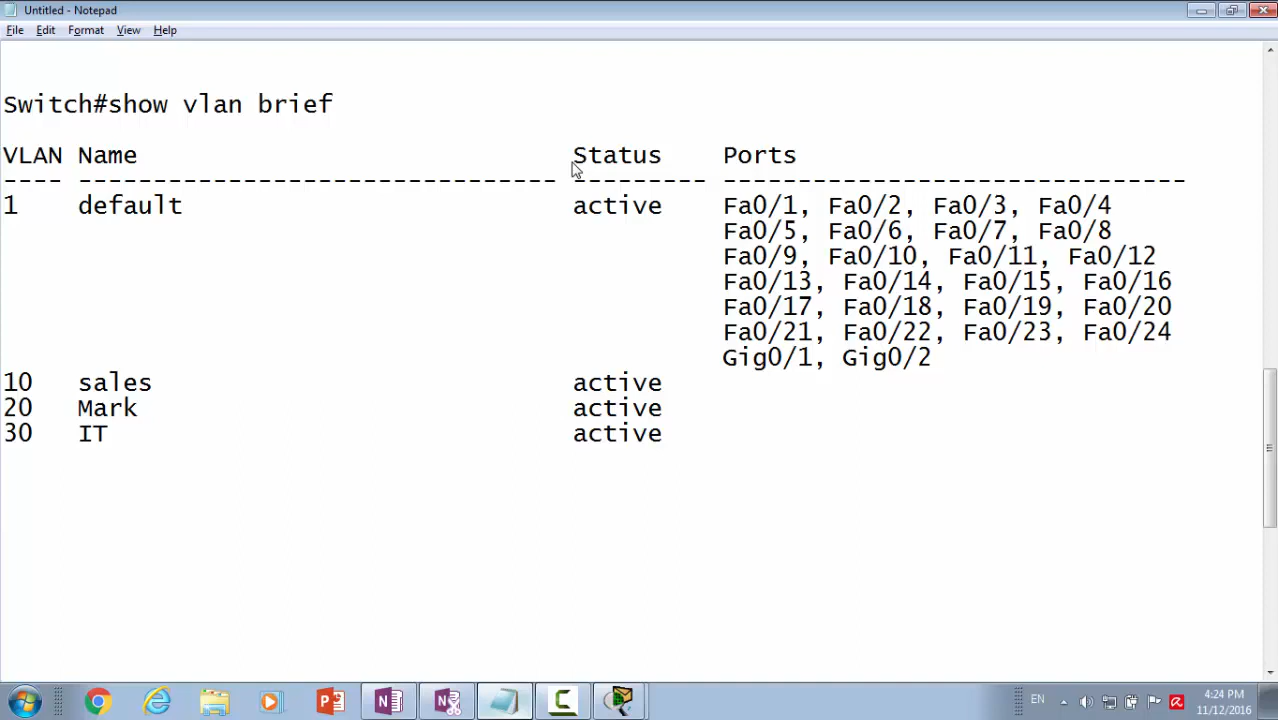 Untitled - Notepad
File Edit Format View Help
Switch#show vlan brief
VLAN Name Status Ports
---- -------------------------------- --------- -------------------------------
1 default active Fa0/1, Fa0/2, Fa0/3, Fa0/4
Fa0/5, Fa0/6, Fa0/7, Fa0/8
Fa0/9, Fa0/10, Fa0/11, Fa0/12
Fa0/13, Fa0/14, Fa0/15, Fa0/16
Fa0/17, Fa0/18, Fa0/19, Fa0/20
Fa0/21, Fa0/22, Fa0/23, Fa0/24
Gig0/1, Gig0/2
10 sales active
20 Mark active
30 IT active
EN 4:24 PM
11/12/2016